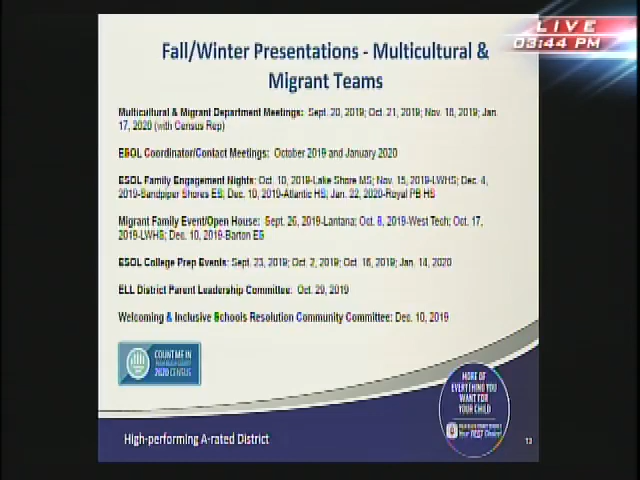 LIVE
03:44 PM
Fall/Winter Presentations - Multicultural &
Migrant Teams
Multicultural & Migrant Department Meetings: Sept. 20, 2019; Oct. 21, 2019; Nov. 18, 2019; Jan.
17, 2020 (with Census Rep)
ESOL Coordinator/Contact Meetings: October 2019 and January 2020
ESOL Family Engagement Nights: Oct. 10, 2019-Lake Shore MS; Nov. 15, 2019-LWHS; Dec. 4,
2019-Sandpiper Shores ES; Dec. 10, 2019-Atlantic HS; Jan. 22, 2020-Royal PB HS
Migrant Family Event/Open House: Sept. 26, 2019-Lantana; Oct. 8, 2019-West Tech; Oct. 17,
2019-LWHS; Dec. 10, 2019-Barton ES
ESOL College Prep Events: Sept. 23, 2019; Oct. 2, 2019; Oct. 16, 2019; Jan. 14, 2020
ELL District Parent Leadership Committee: Oct. 29, 2019
Welcoming & Inclusive Schools Resolution Community Committee: Dec. 10, 2019
COUNT ME IN
2020 CENSUS
MORE OF
EVERYTHING YOU
WANT FOR
YOUR CHILD
Your BEST Choice!
High-performing A-rated District
13